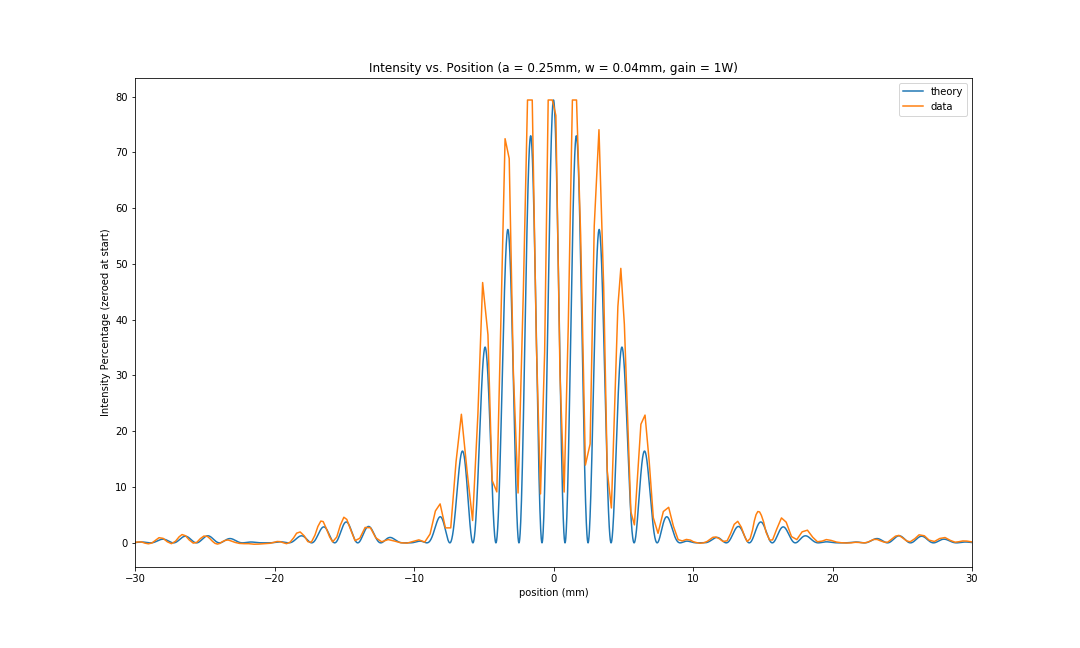 Intensity vs. Position (a = 0.25mm, w = 0.04mm, gain = 1W)
theory
data
80
70
60
50
40
30
20
10
0
Intensity Percentage (zeroed at start)
−30 −20 −10 0 10 20 30
position (mm)